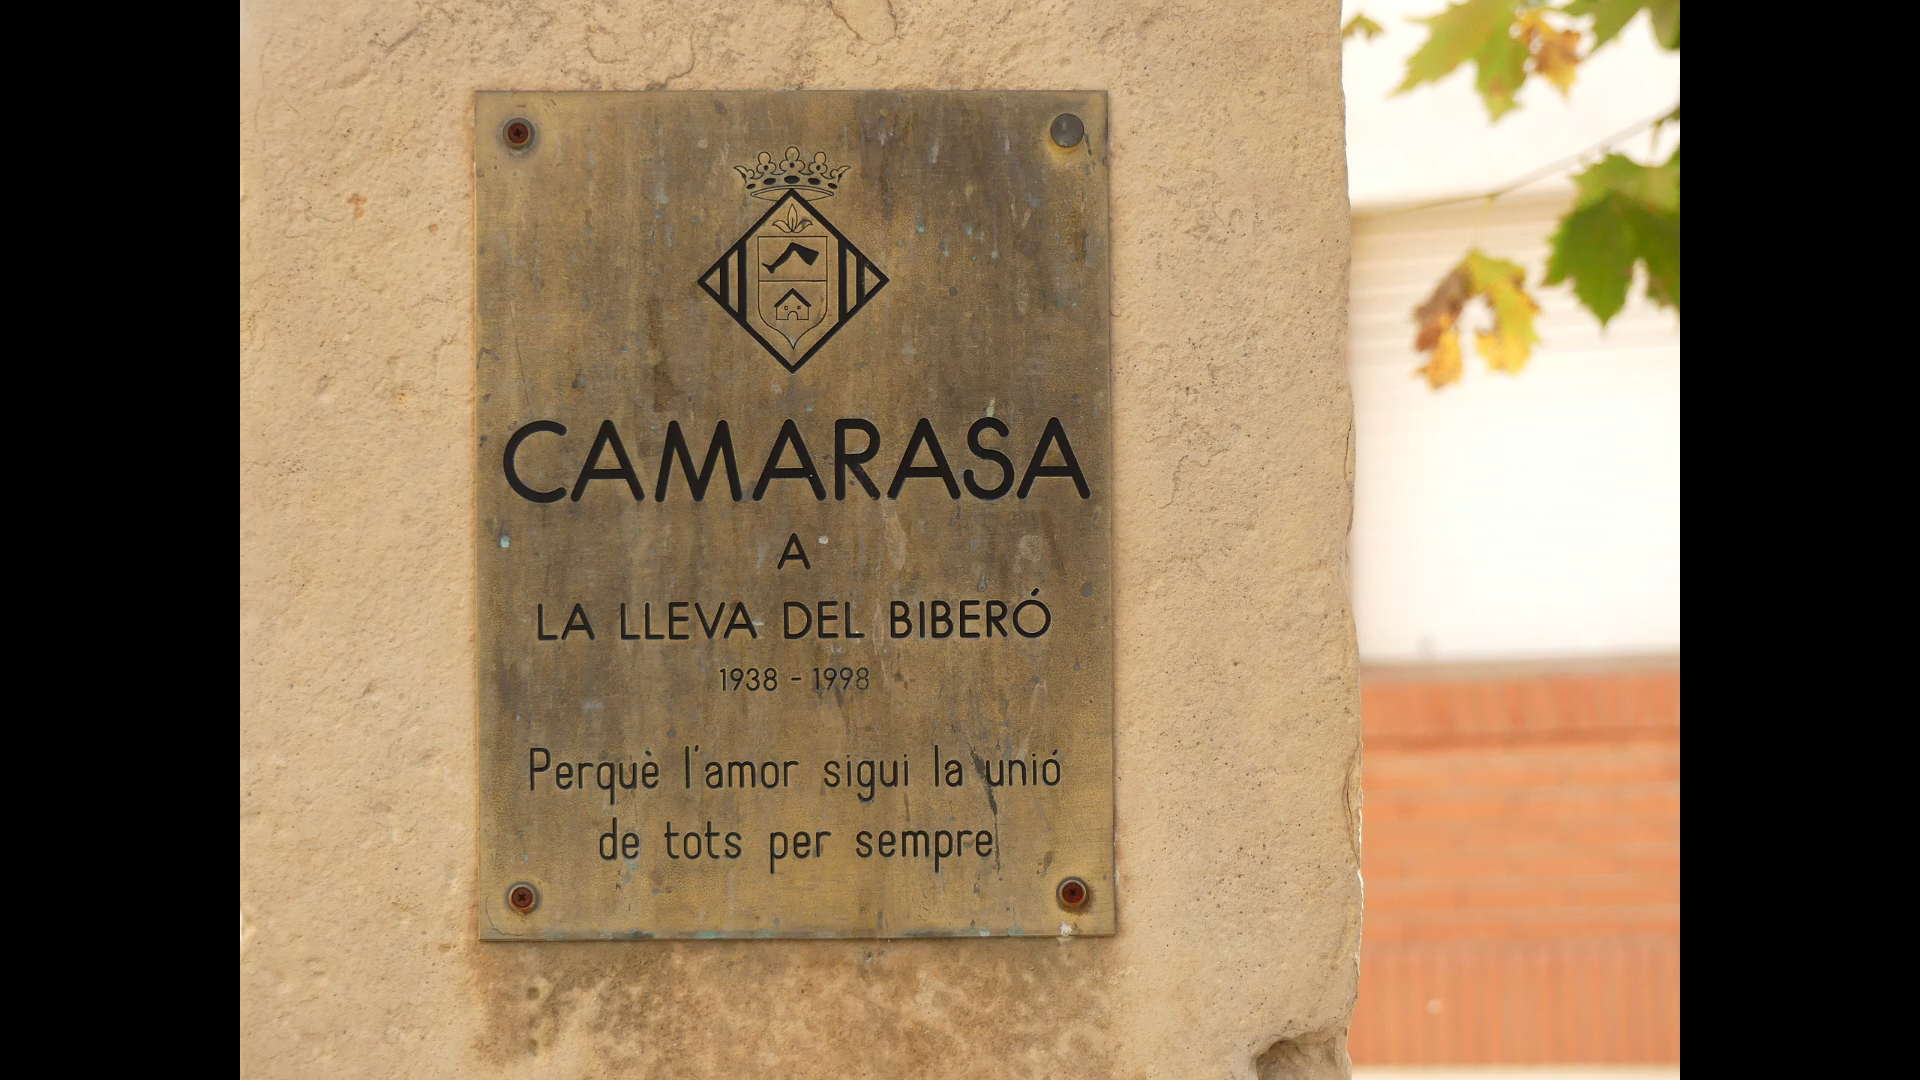 CAMARASA
A
LA LLEVA DEL BIBERÓ
1938 - 1998
Perquè l'amor sigui la unió
de tots per sempre